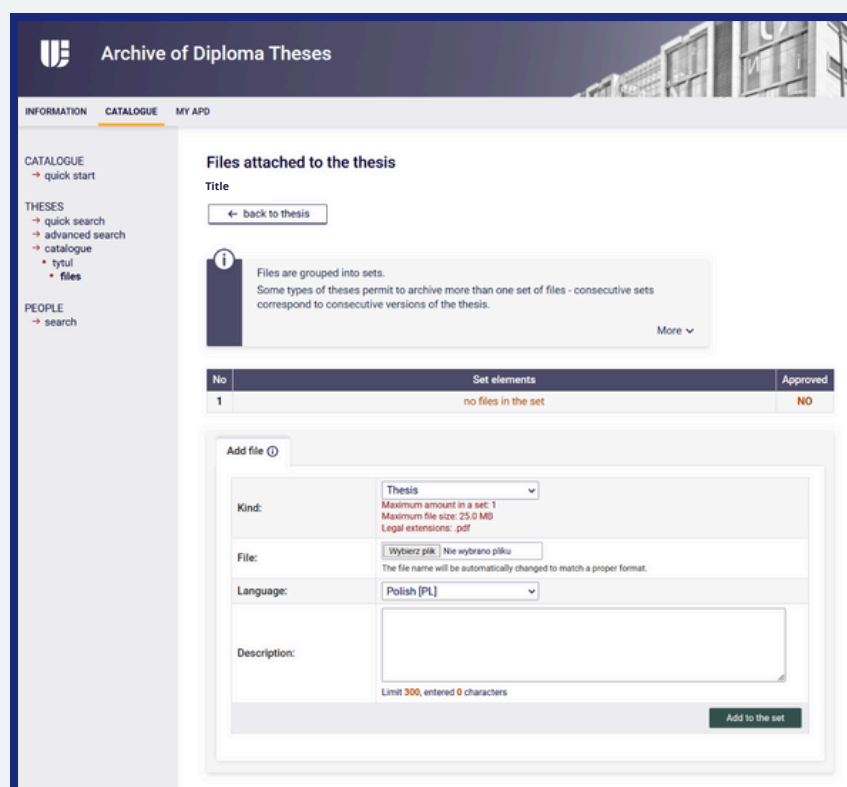 Archive of Diploma Theses
INFORMATION CATALOGUE MY APD
CATALOGUE
→ quick start
THESES
→ quick search
→ advanced search
→ catalogue
• tytul
• files
PEOPLE
→ search
Files attached to the thesis
Title
← back to thesis
Files are grouped into sets.
Some types of theses permit to archive more than one set of files - consecutive sets
correspond to consecutive versions of the thesis.
More
No Set elements Approved
1 no files in the set NO
Add file
Kind:
Thesis
Maximum amount in a set: 1
Maximum file size: 25.0 MB
Legal extensions: .pdf
File:
Wybierz plik Nie wybrano pliku
The file name will be automatically changed to match a proper format.
Language:
Polish [PL]
Description:
Limit 300, entered 0 characters
Add to the set